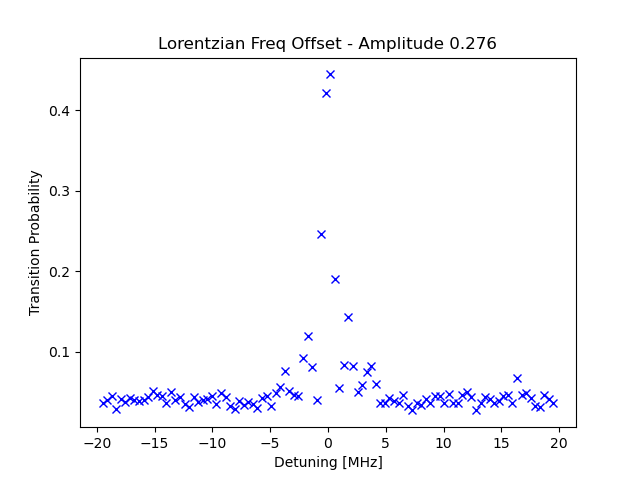 Lorentzian Freq Offset - Amplitude 0.276
Transition Probability
0.4
0.3
0.2
0.1
−20 −15 −10 −5 0 5 10 15 20
Detuning [MHz]